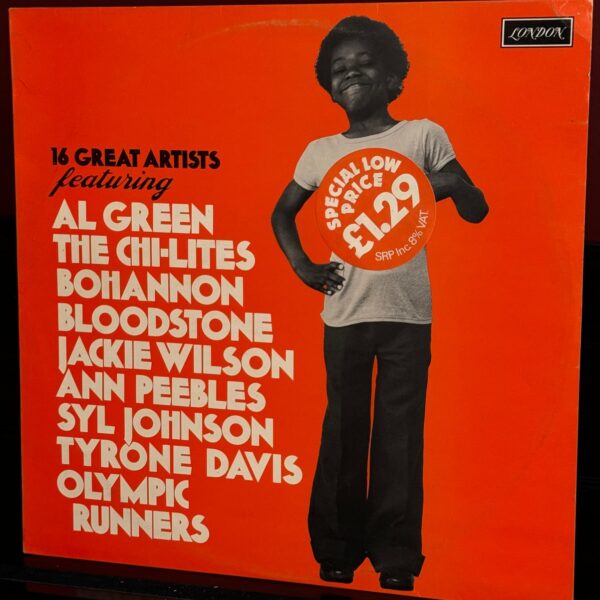 LONDON
16 GREAT ARTISTS
featuring
AL GREEN
THE CHI-LITES
BOHANNON
BLOODSTONE
JACKIE WILSON
ANN PEEBLES
SYL JOHNSON
TYRONE DAVIS
OLYMPIC
RUNNERS
SPECIAL LOW
PRICE
£1.29
SRP Inc. 8% VAT